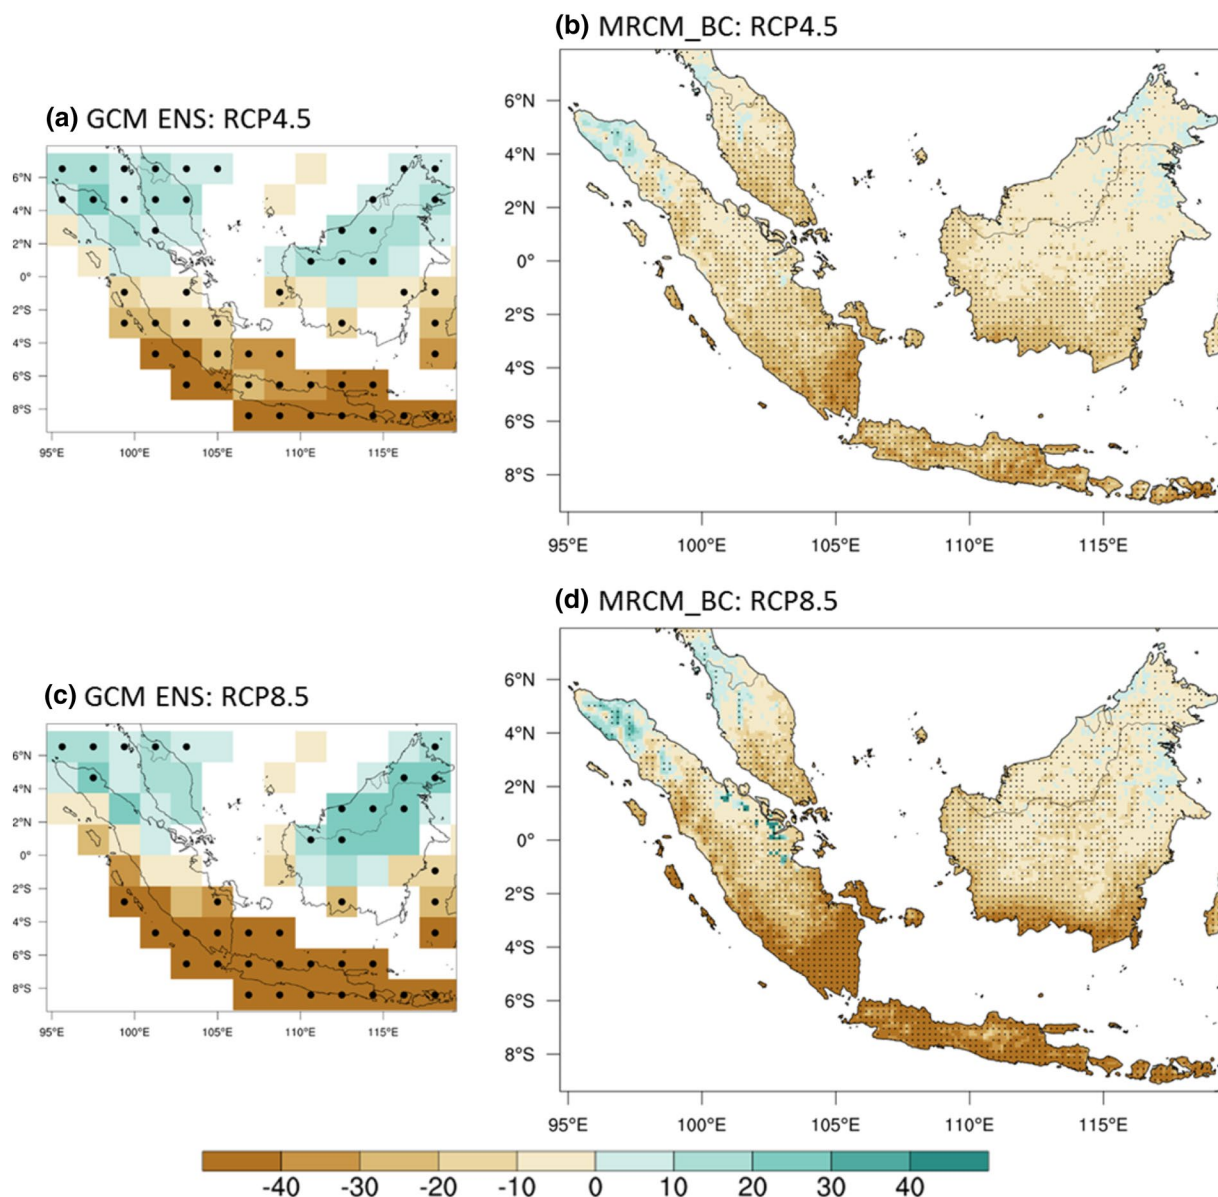 (a) GCM ENS: RCP4.5
6°N
4°N
2°N
0°
2°S
4°S
6°S
8°S
95°E 100°E 105°E 110°E 115°E
(b) MRCM_BC: RCP4.5
6°N
4°N
2°N
0°
2°S
4°S
6°S
8°S
95°E 100°E 105°E 110°E 115°E
(c) GCM ENS: RCP8.5
6°N
4°N
2°N
0°
2°S
4°S
6°S
8°S
95°E 100°E 105°E 110°E 115°E
(d) MRCM_BC: RCP8.5
6°N
4°N
2°N
0°
2°S
4°S
6°S
8°S
95°E 100°E 105°E 110°E 115°E
-40 -30 -20 -10 0 10 20 30 40